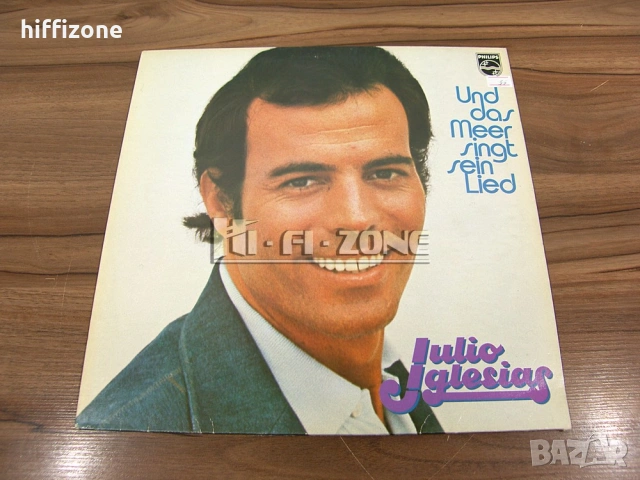 hiffizone
PHILIPS
Und
das
Meer
singt
sein
Lied
Hi-Fi-ZONE
Julio
Iglesias
BAZAR